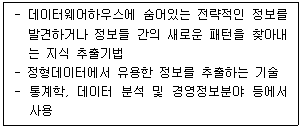 - 데이터웨어하우스에 숨어있는 전략적인 정보를
발견하거나 정보들 간의 새로운 패턴을 찾아내
는 지식 추출기법
- 정형데이터에서 유용한 정보를 추출하는 기술
- 통계학, 데이터 분석 및 경영정보분야 등에서
사용